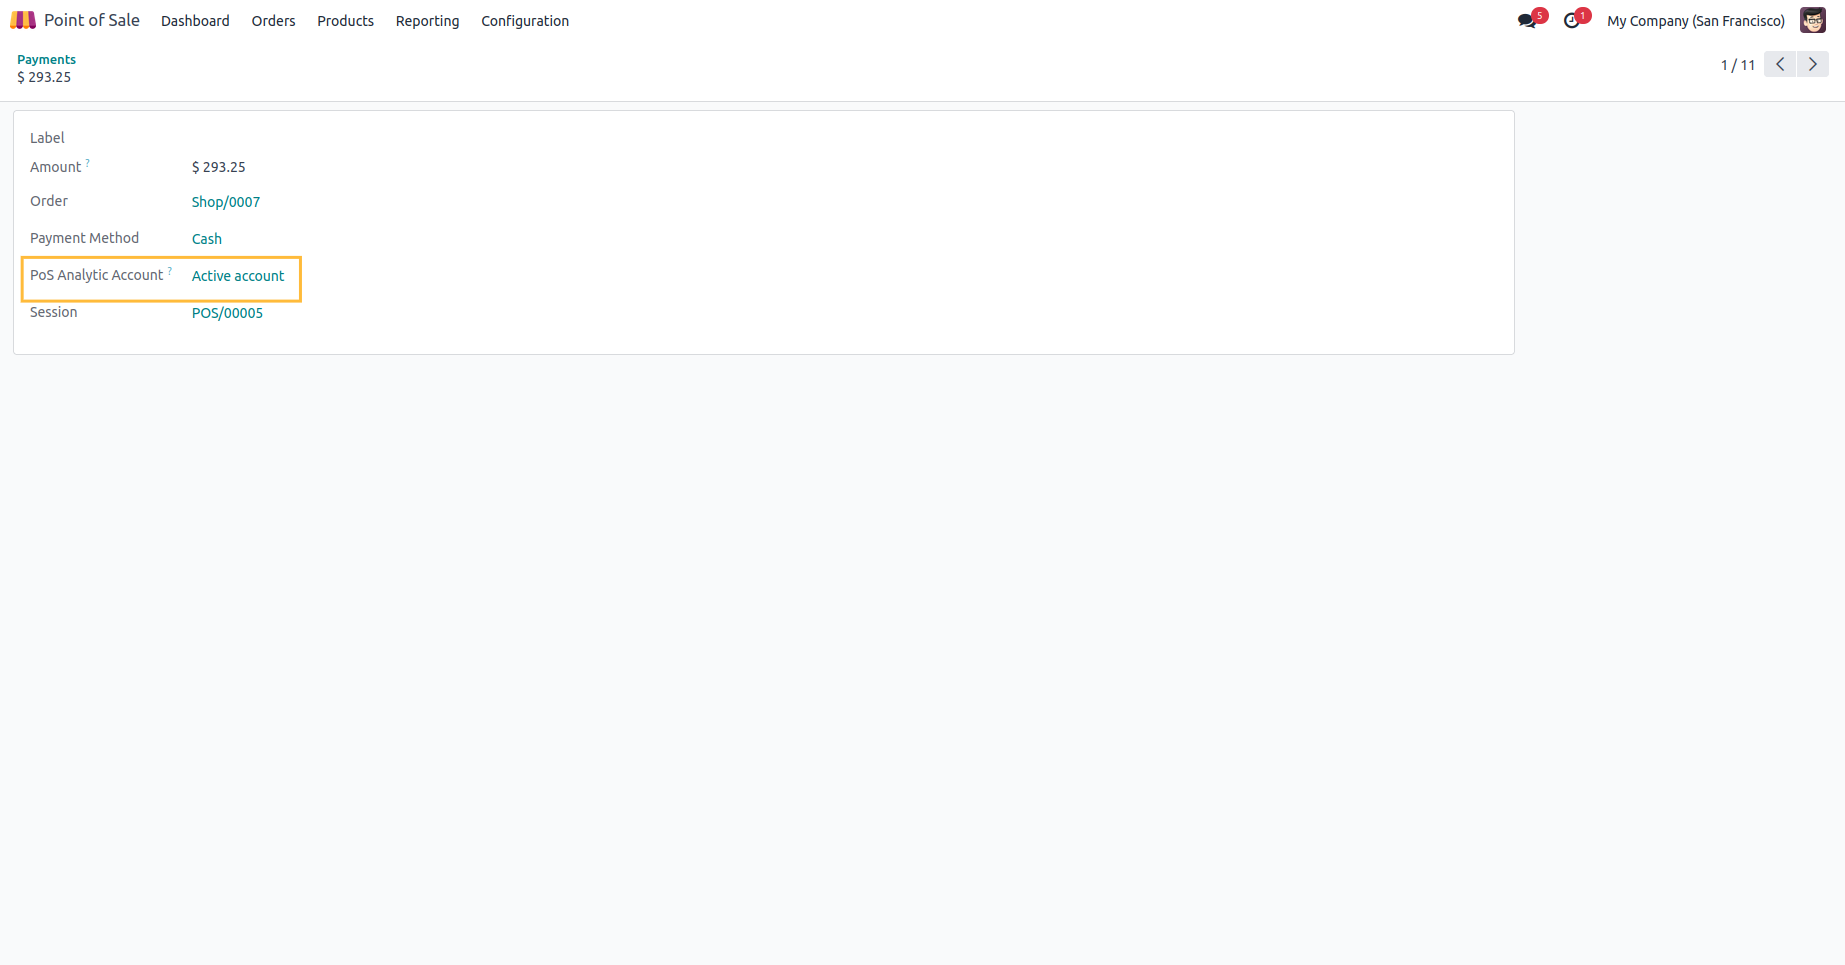 Point of Sale Dashboard Orders Products Reporting Configuration 5 1 My Company (San Francisco)
Payments
$ 293.25
1 / 11
Label
Amount ? $ 293.25
Order Shop/0007
Payment Method Cash
PoS Analytic Account ? Active account
Session POS/00005